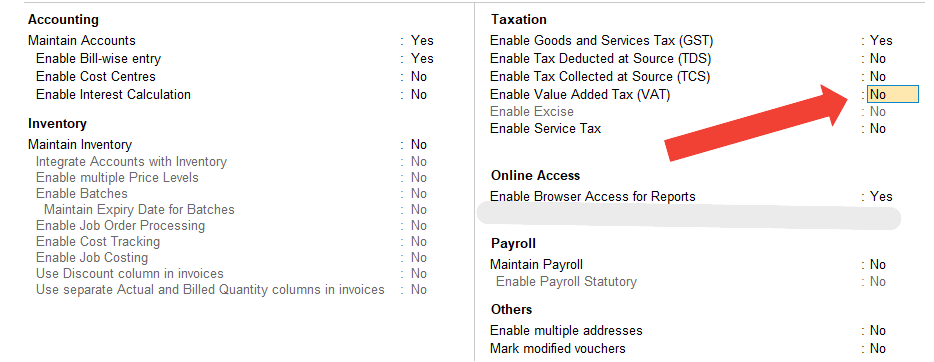 Accounting
Maintain Accounts : Yes
Enable Bill-wise entry : Yes
Enable Cost Centres : No
Enable Interest Calculation : No
Inventory
Maintain Inventory : No
Integrate Accounts with Inventory : No
Enable multiple Price Levels : No
Enable Batches : No
Maintain Expiry Date for Batches : No
Enable Job Order Processing : No
Enable Cost Tracking : No
Enable Job Costing : No
Use Discount column in invoices : No
Use separate Actual and Billed Quantity columns in invoices : No
Taxation
Enable Goods and Services Tax (GST) : Yes
Enable Tax Deducted at Source (TDS) : No
Enable Tax Collected at Source (TCS) : No
Enable Value Added Tax (VAT) : No
Enable Excise : No
Enable Service Tax : No
Online Access
Enable Browser Access for Reports : Yes
Payroll
Maintain Payroll : No
Enable Payroll Statutory : No
Others
Enable multiple addresses : No
Mark modified vouchers : No